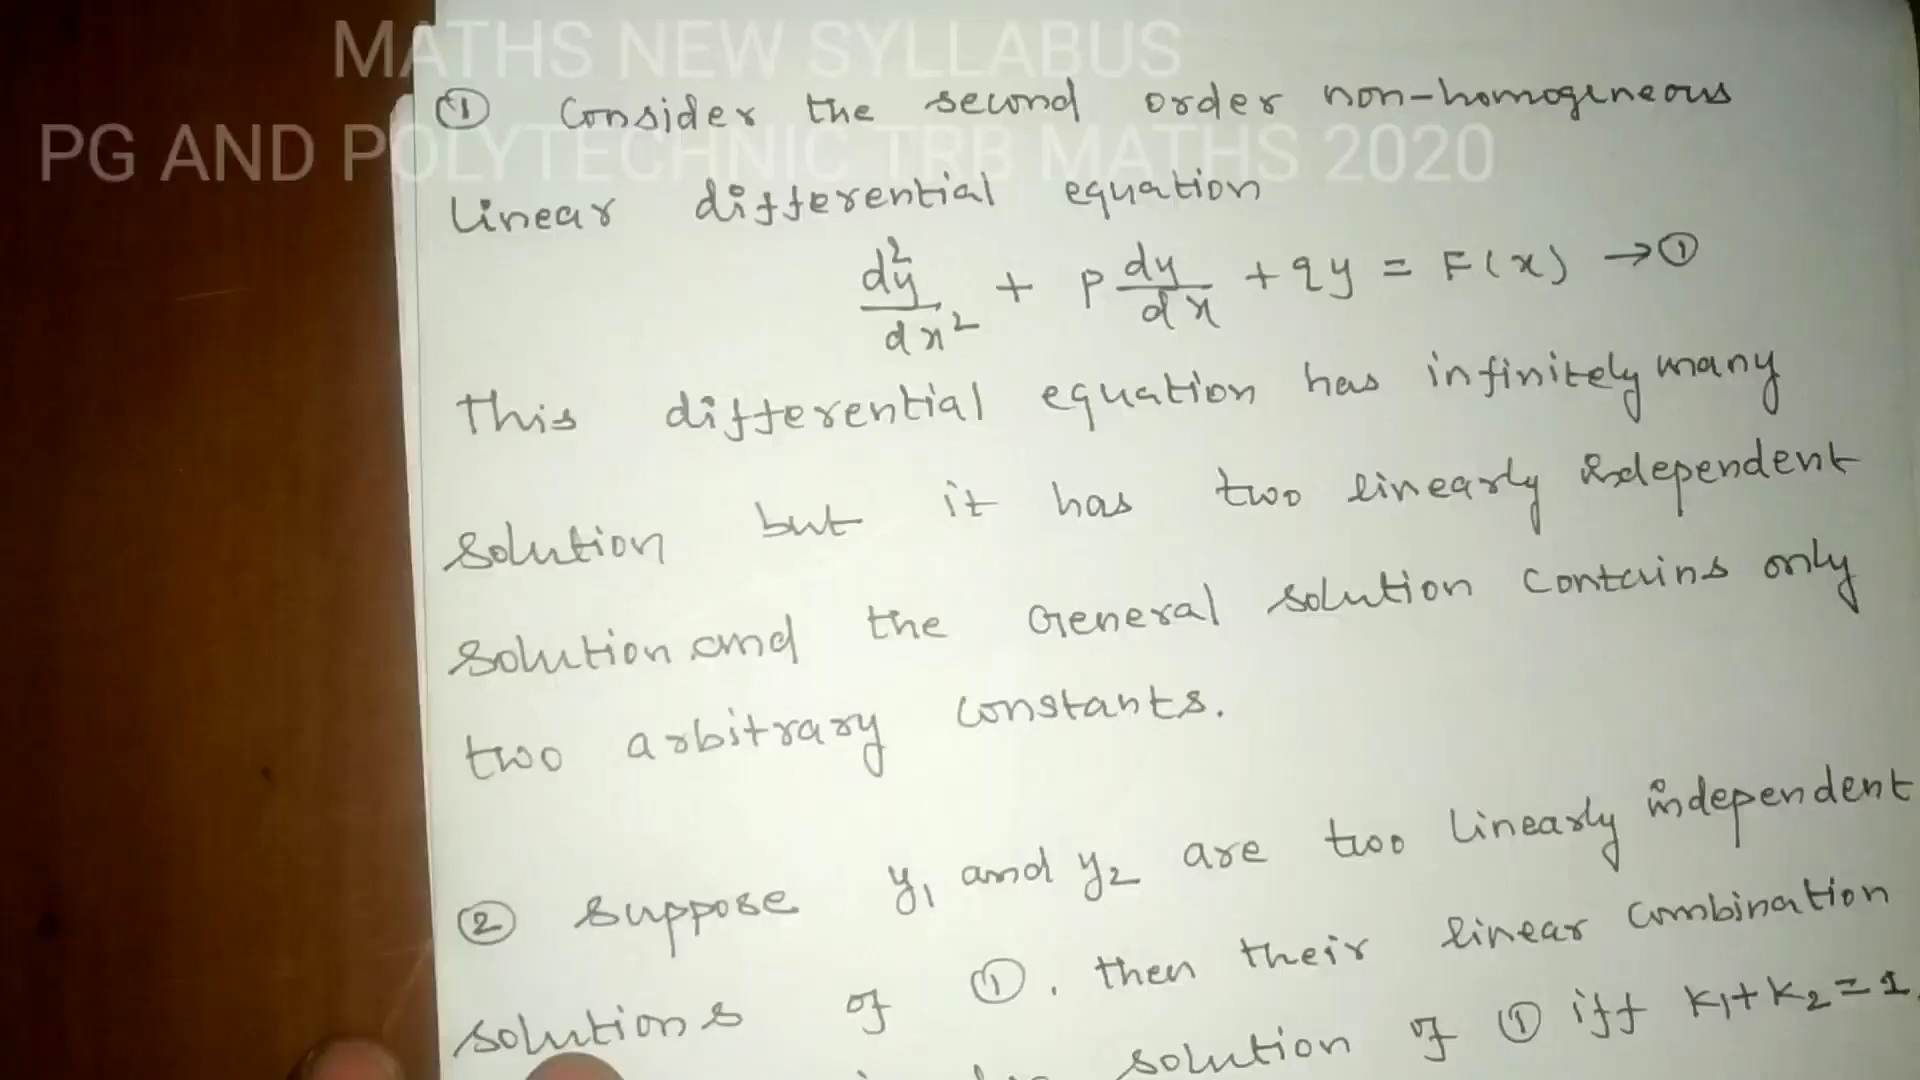 MATHS NEW SYLLABUS
PG AND POLYTECHNIC TRB MATHS 2020
① Consider the second order non-homogeneous
linear differential equation
d²y/dx² + p dy/dx + qy = F(x) → ①
This differential equation has infinitely many
solution but it has two linearly independent
solution and the General solution contains only
two arbitrary constants.
② Suppose y₁ and y₂ are two linearly independent
solutions of ①. then their linear combination
solution of ① iff k₁+k₂=1.